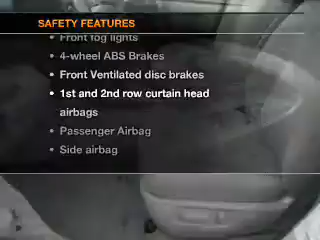 SAFETY FEATURES
• Front fog lights
• 4-wheel ABS Brakes
• Front Ventilated disc brakes
• 1st and 2nd row curtain head
airbags
• Passenger Airbag
• Side airbag